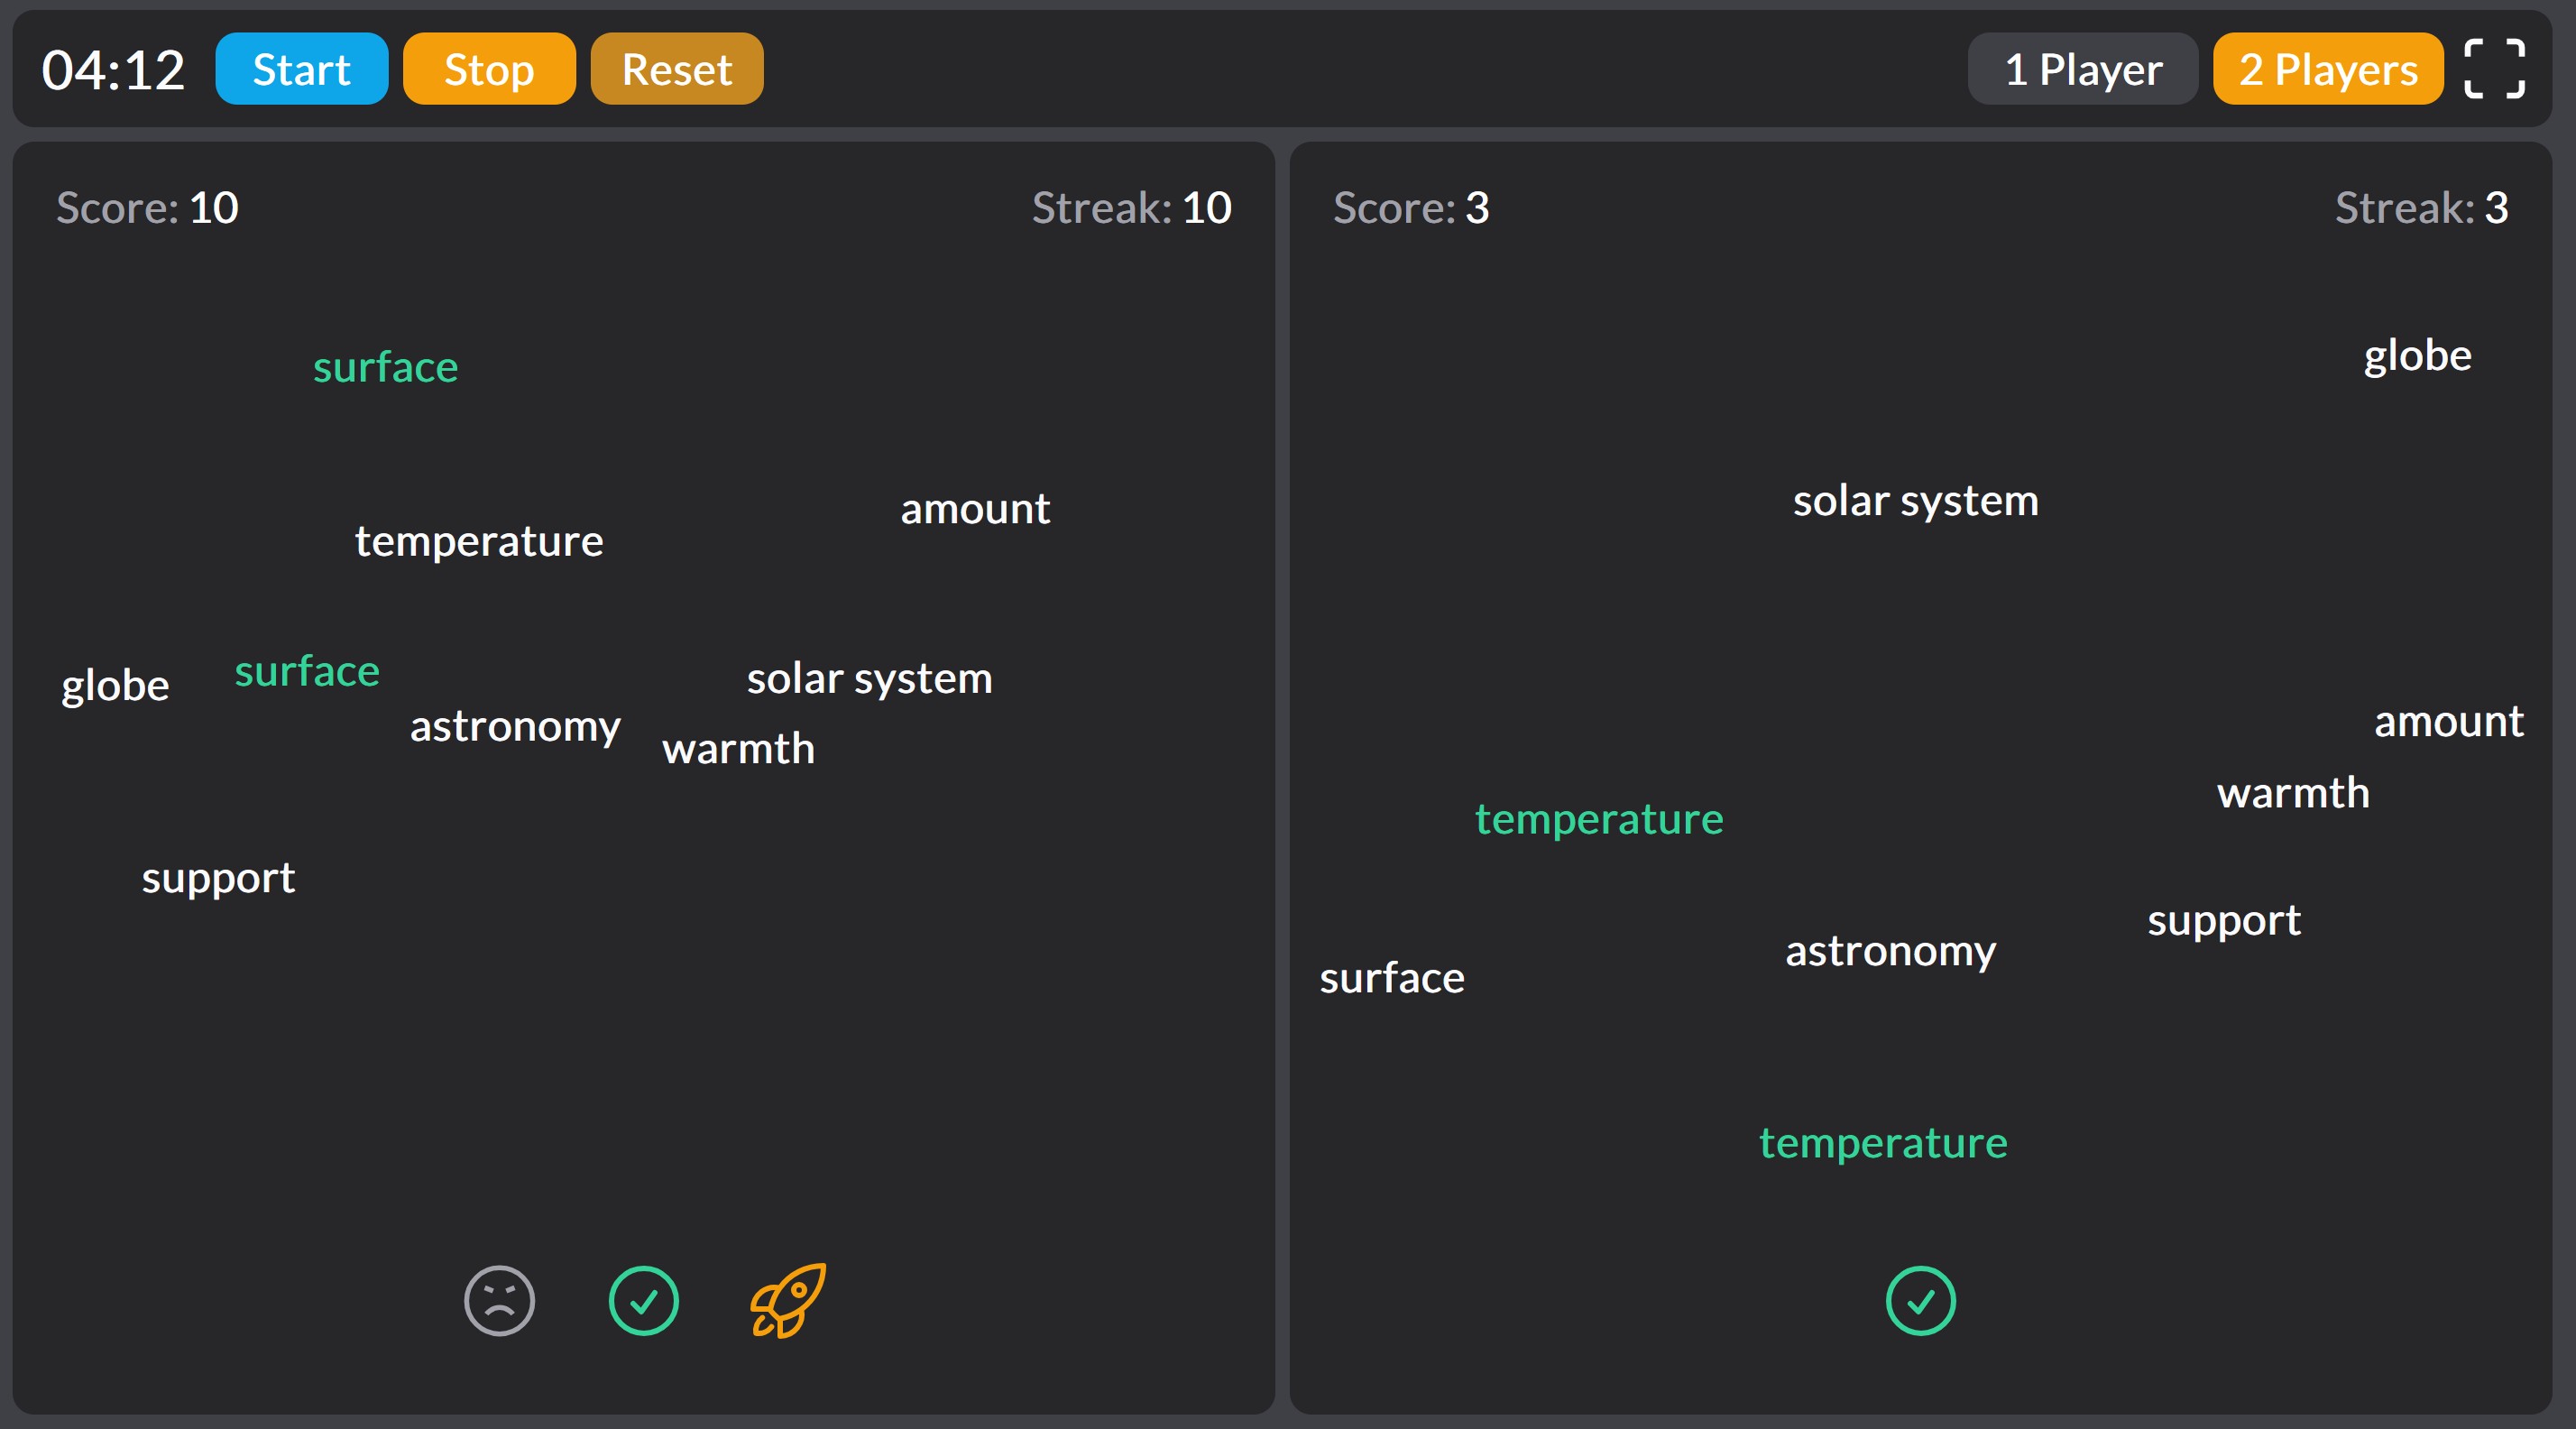 04:12 Start Stop Reset 1 Player 2 Players
Score: 10 Streak: 10
surface
amount
temperature
surface
solar system
globe
astronomy
warmth
support
Score: 3 Streak: 3
globe
solar system
amount
warmth
temperature
support
astronomy
surface
temperature